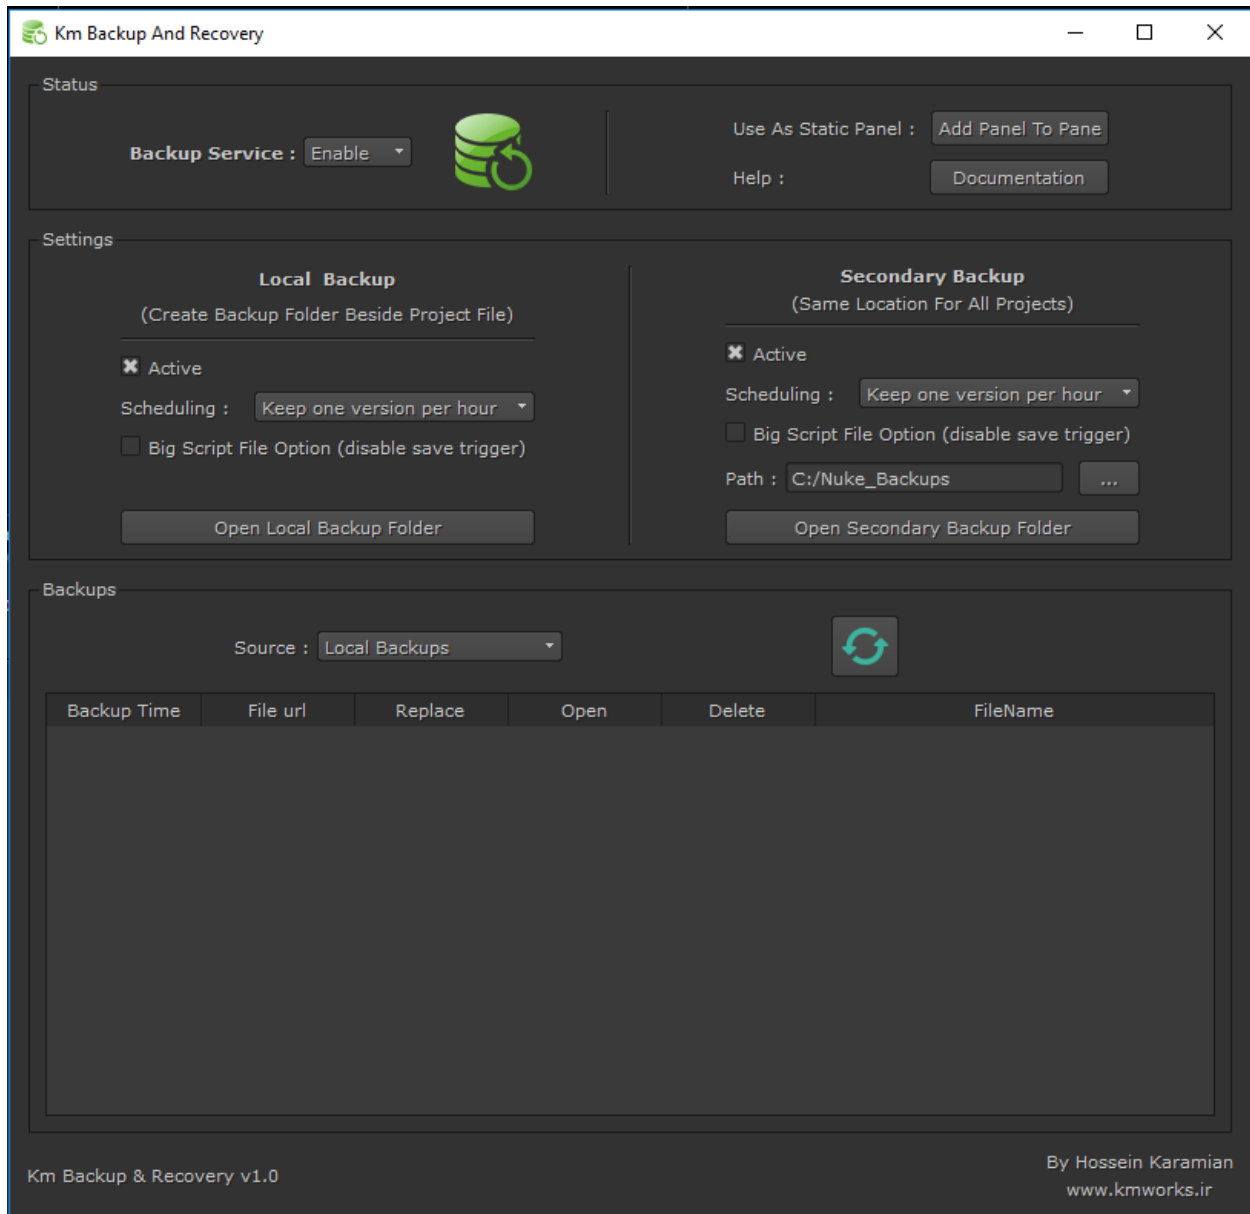 Km Backup And Recovery
Status
Backup Service : Enable
Use As Static Panel : Add Panel To Pane
Help : Documentation
Settings
Local Backup
(Create Backup Folder Beside Project File)
Active
Scheduling : Keep one version per hour
Big Script File Option (disable save trigger)
Open Local Backup Folder
Secondary Backup
(Same Location For All Projects)
Active
Scheduling : Keep one version per hour
Big Script File Option (disable save trigger)
Path : C:/Nuke_Backups ...
Open Secondary Backup Folder
Backups
Source : Local Backups
Backup Time File url Replace Open Delete FileName
Km Backup & Recovery v1.0
By Hossein Karamian
www.kmworks.ir